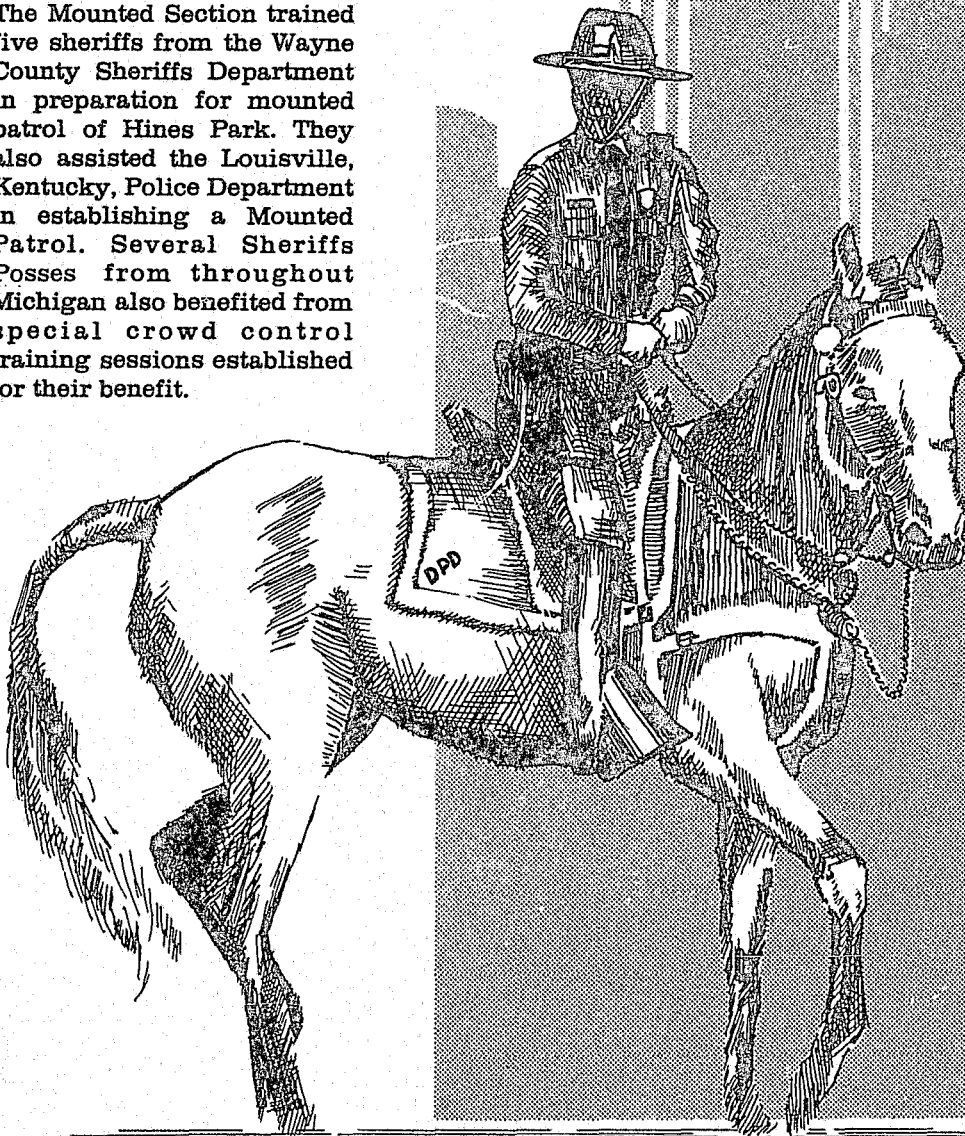 The Mounted Section trained
five sheriffs from the Wayne
County Sheriffs Department
in preparation for mounted
patrol of Hines Park. They
also assisted the Louisville,
Kentucky, Police Department
in establishing a Mounted
Patrol. Several Sheriffs
Posses from throughout
Michigan also benefited from
special crowd control
training sessions established
for their benefit.
DPD